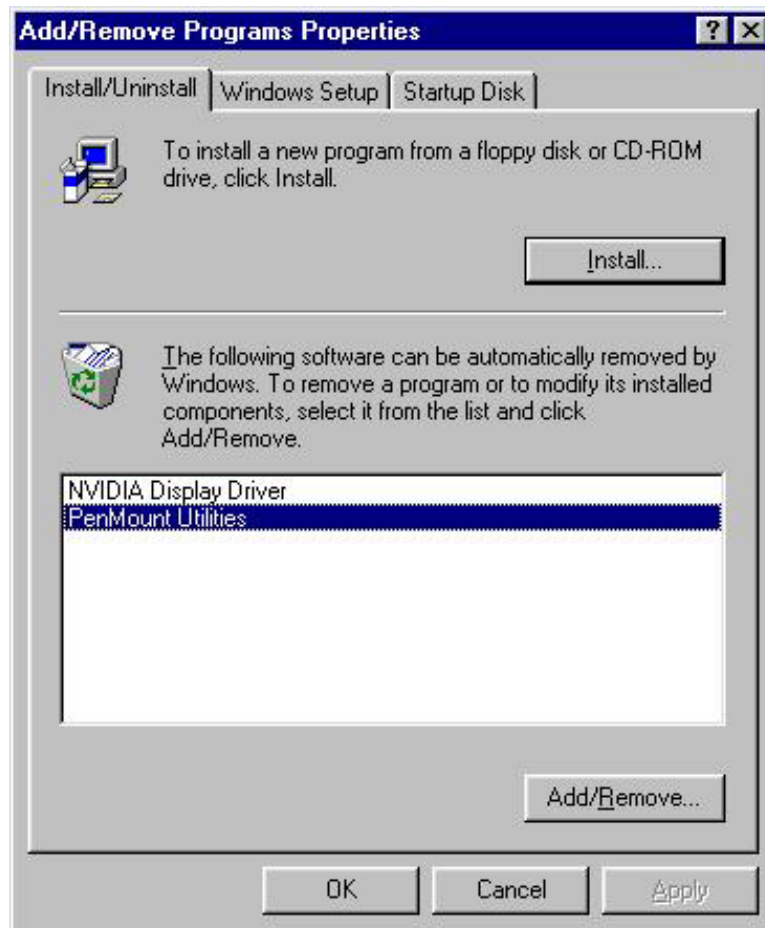 Add/Remove Programs Properties
Install/Uninstall Windows Setup Startup Disk
To install a new program from a floppy disk or CD-ROM
drive, click Install.
Install...
The following software can be automatically removed by
Windows. To remove a program or to modify its installed
components, select it from the list and click
Add/Remove.
NVIDIA Display Driver
PenMount Utilities
Add/Remove...
OK Cancel Apply